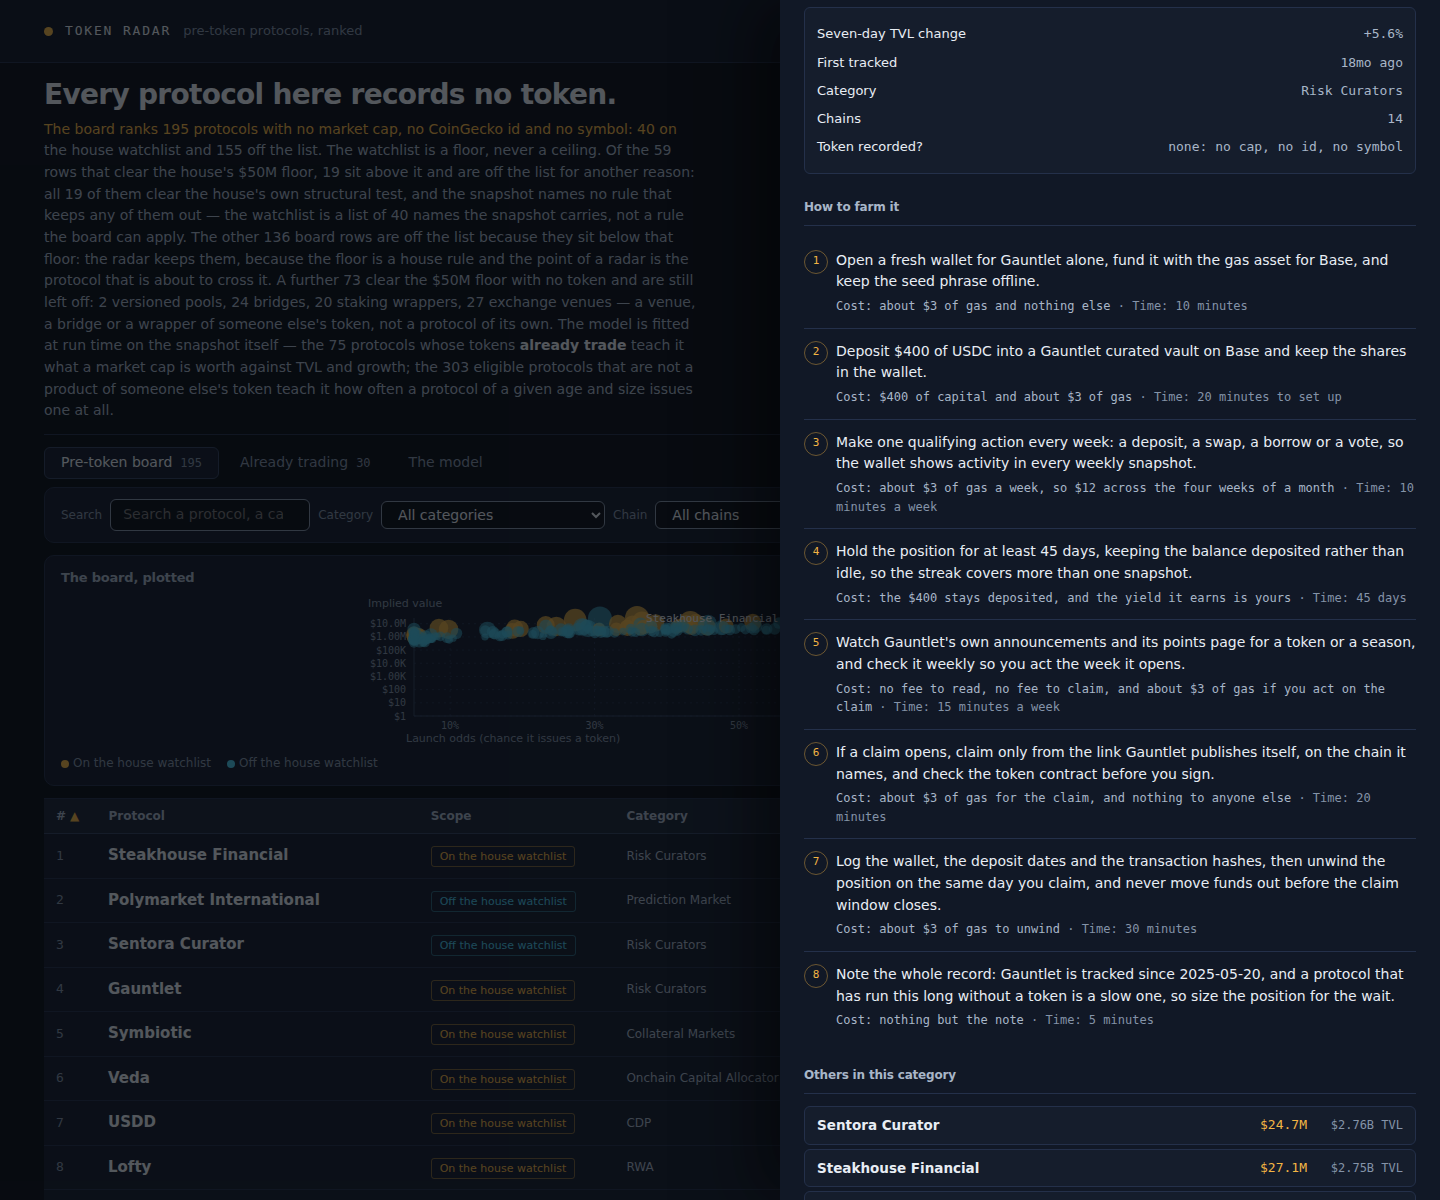 TOKEN RADAR pre-token protocols, ranked
Every protocol here records no token.
The board ranks 195 protocols with no market cap, no CoinGecko id and no symbol: 40 on
the house watchlist and 155 off the list. The watchlist is a floor, never a ceiling. Of the 59
rows that clear the house's $50M floor, 19 sit above it and are off the list for another reason:
all 19 of them clear the house's own structural test, and the snapshot names no rule that
keeps any of them out — the watchlist is a list of 40 names the snapshot carries, not a rule
the board can apply. The other 136 board rows are off the list because they sit below that
floor: the radar keeps them, because the floor is a house rule and the point of a radar is the
protocol that is about to cross it. A further 73 clear the $50M floor with no token and are still
left off: 2 versioned pools, 24 bridges, 20 staking wrappers, 27 exchange venues — a venue,
a bridge or a wrapper of someone else's token, not a protocol of its own. The model is fitted
at run time on the snapshot itself — the 75 protocols whose tokens already trade teach it
what a market cap is worth against TVL and growth; the 303 eligible protocols that are not a
product of someone else's token teach it how often a protocol of a given age and size issues
one at all.
Pre-token board 195 Already trading 30 The model
Search Search a protocol, a ca Category All categories Chain All chains
The board, plotted
Implied value
Steakhouse Financial
$10.0M
$1.00M
$100K
$10.0K
$1.00K
$100
$10
$1
10% 30% 50%
Launch odds (chance it issues a token)
On the house watchlist Off the house watchlist
# ▲ Protocol Scope Category
1 Steakhouse Financial On the house watchlist Risk Curators
2 Polymarket International Off the house watchlist Prediction Market
3 Sentora Curator Off the house watchlist Risk Curators
4 Gauntlet On the house watchlist Risk Curators
5 Symbiotic On the house watchlist Collateral Markets
6 Veda On the house watchlist Onchain Capital Allocator
7 USDD On the house watchlist CDP
8 Lofty On the house watchlist RWA
Seven-day TVL change +5.6%
First tracked 18mo ago
Category Risk Curators
Chains 14
Token recorded? none: no cap, no id, no symbol
How to farm it
1 Open a fresh wallet for Gauntlet alone, fund it with the gas asset for Base, and
keep the seed phrase offline.
Cost: about $3 of gas and nothing else · Time: 10 minutes
2 Deposit $400 of USDC into a Gauntlet curated vault on Base and keep the shares
in the wallet.
Cost: $400 of capital and about $3 of gas · Time: 20 minutes to set up
3 Make one qualifying action every week: a deposit, a swap, a borrow or a vote, so
the wallet shows activity in every weekly snapshot.
Cost: about $3 of gas a week, so $12 across the four weeks of a month · Time: 10
minutes a week
4 Hold the position for at least 45 days, keeping the balance deposited rather than
idle, so the streak covers more than one snapshot.
Cost: the $400 stays deposited, and the yield it earns is yours · Time: 45 days
5 Watch Gauntlet's own announcements and its points page for a token or a season,
and check it weekly so you act the week it opens.
Cost: no fee to read, no fee to claim, and about $3 of gas if you act on the
claim · Time: 15 minutes a week
6 If a claim opens, claim only from the link Gauntlet publishes itself, on the chain it
names, and check the token contract before you sign.
Cost: about $3 of gas for the claim, and nothing to anyone else · Time: 20
minutes
7 Log the wallet, the deposit dates and the transaction hashes, then unwind the
position on the same day you claim, and never move funds out before the claim
window closes.
Cost: about $3 of gas to unwind · Time: 30 minutes
8 Note the whole record: Gauntlet is tracked since 2025-05-20, and a protocol that
has run this long without a token is a slow one, so size the position for the wait.
Cost: nothing but the note · Time: 5 minutes
Others in this category
Sentora Curator $24.7M $2.76B TVL
Steakhouse Financial $27.1M $2.75B TVL